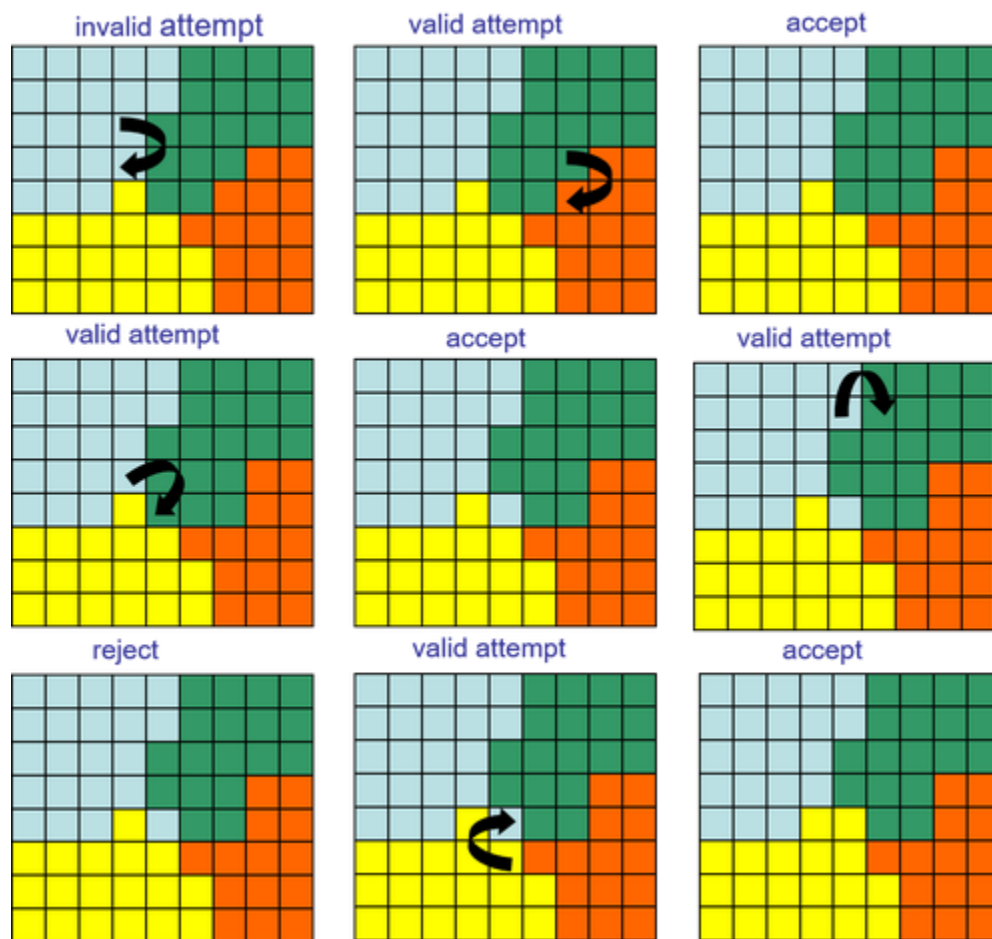 invalid attempt
valid attempt
accept
valid attempt
accept
valid attempt
reject
valid attempt
accept